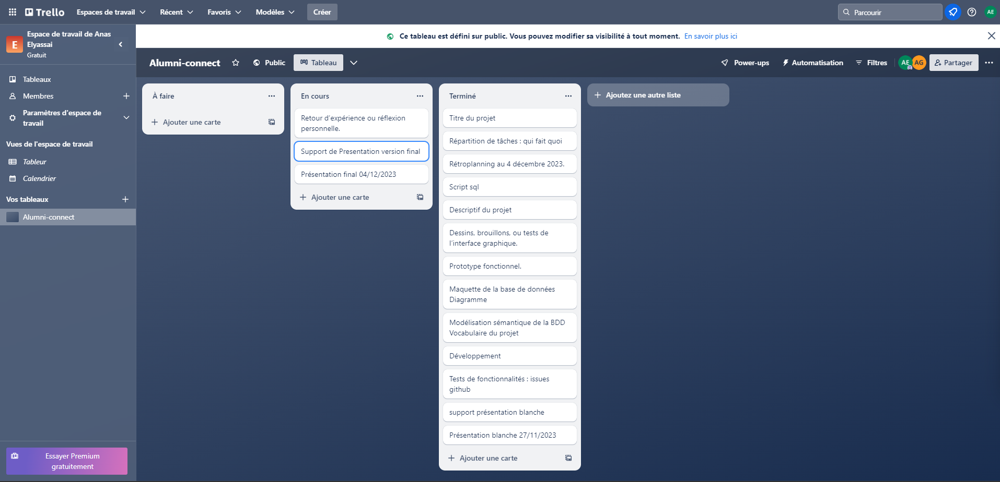 Trello
Espaces de travail
Récent
Favoris
Modèles
Créer
Parcourir
AE
E
Espace de travail de Anas
Elyassai
Gratuit
Ce tableau est défini sur public. Vous pouvez modifier sa visibilité à tout moment. En savoir plus ici
Alumni-connect
Public
Tableau
Power-ups
Automatisation
Filtres
AE
AG
Partager
Tableaux
Membres
Paramètres d'espace de
travail
Vues de l'espace de travail
Tableur
Calendrier
Vos tableaux
Alumni-connect
Essayer Premium
gratuitement
À faire
Ajouter une carte
En cours
Retour d’expérience ou réflexion
personnelle.
Support de Presentation version final
Présentation final 04/12/2023
Ajouter une carte
Terminé
Titre du projet
Répartition de tâches : qui fait quoi
Rétroplanning au 4 décembre 2023.
Script sql
Descriptif du projet
Dessins, brouillons, ou tests de
l’interface graphique.
Prototype fonctionnel.
Maquette de la base de données
Diagramme
Modélisation sémantique de la BDD
Vocabulaire du projet
Développement
Tests de fonctionnalités : issues
github
support présentation blanche
Présentation blanche 27/11/2023
Ajouter une carte
Ajoutez une autre liste